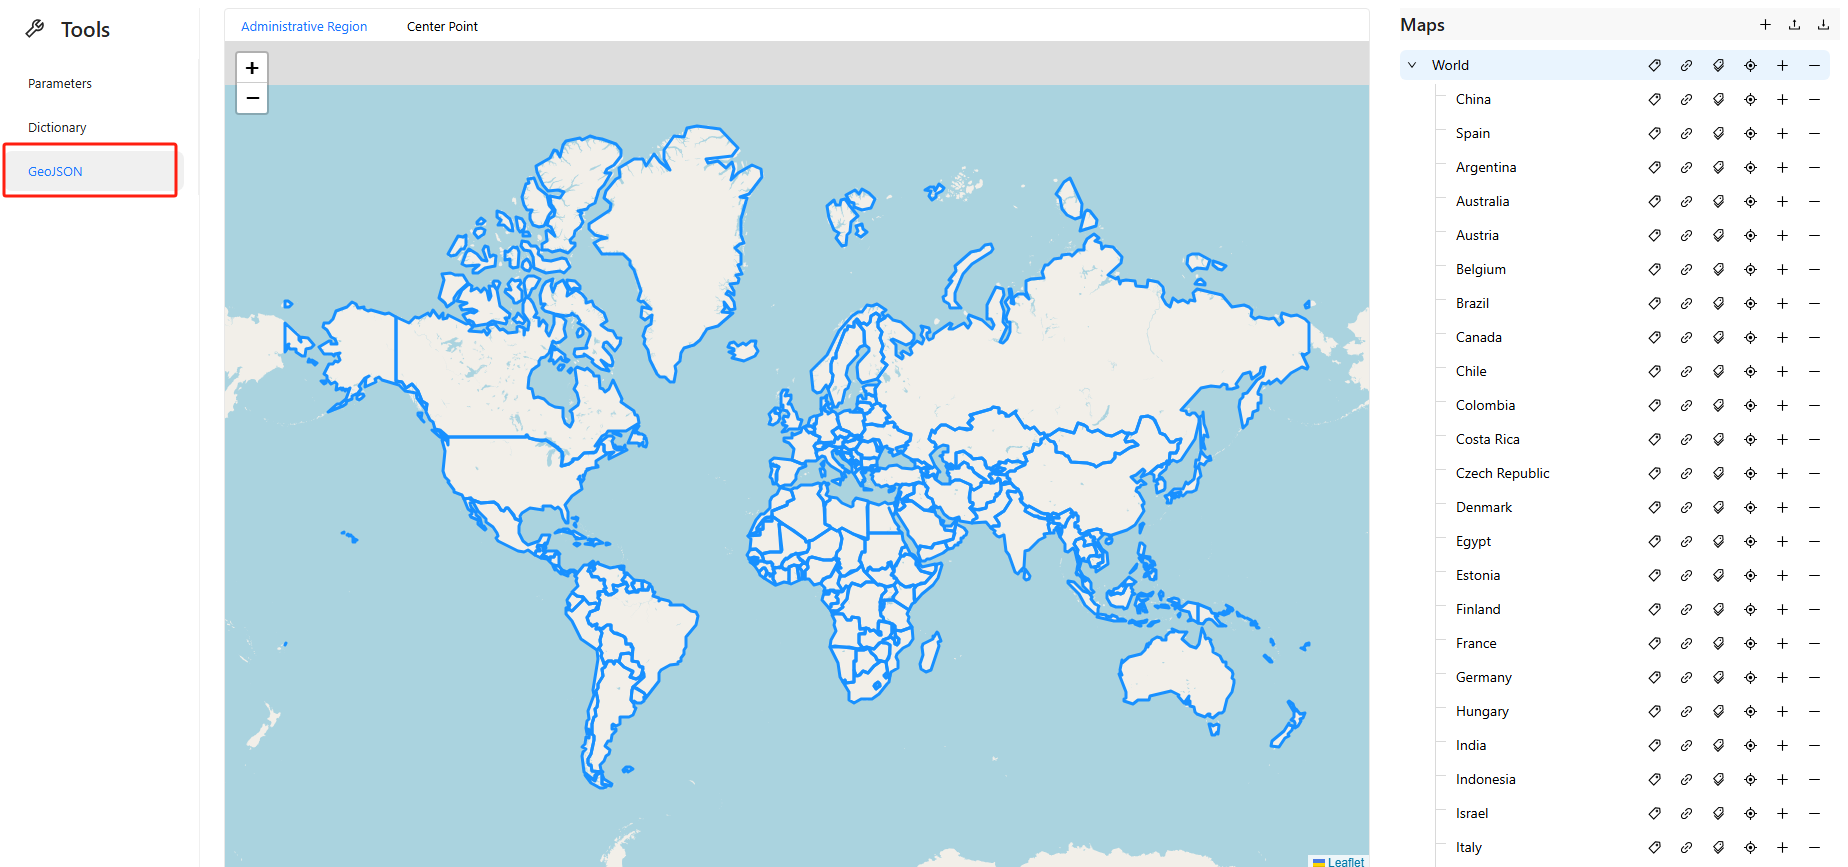 Tools
Parameters
Dictionary
GeoJSON
Administrative Region
Center Point
+
−
Leaflet
Maps
World
China
Spain
Argentina
Australia
Austria
Belgium
Brazil
Canada
Chile
Colombia
Costa Rica
Czech Republic
Denmark
Egypt
Estonia
Finland
France
Germany
Hungary
India
Indonesia
Israel
Italy